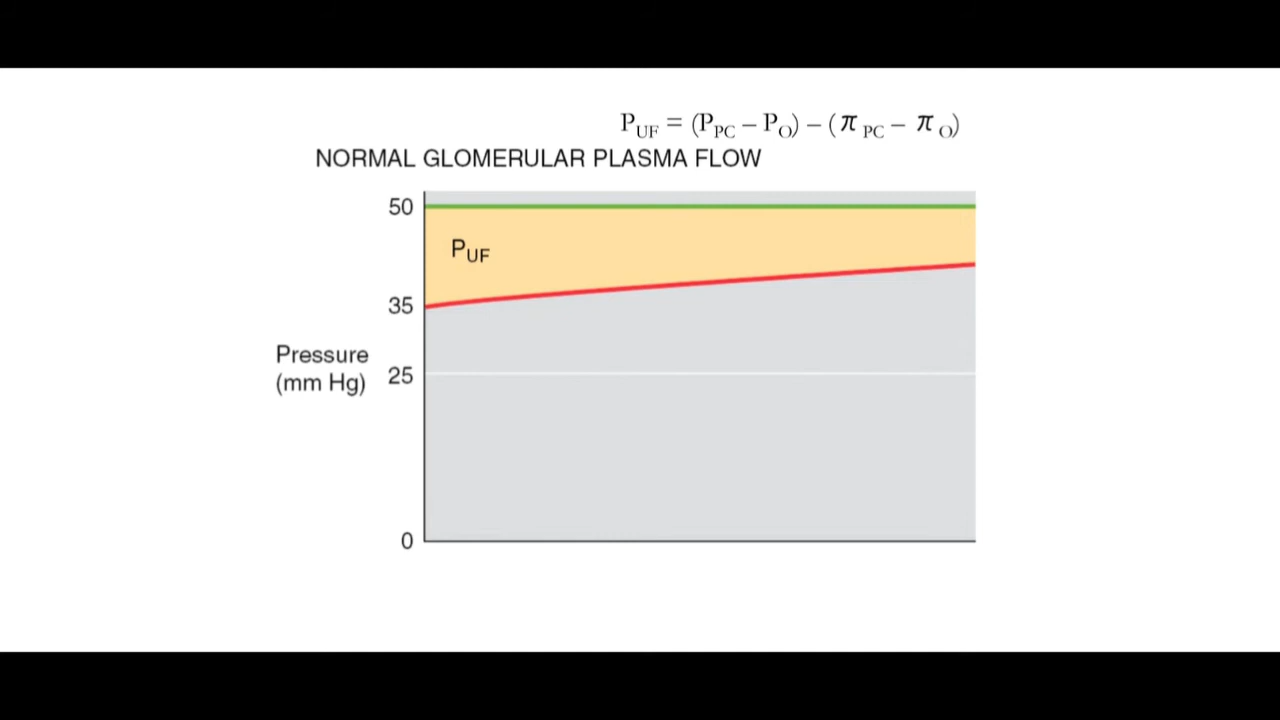 P_UF = (P_PC – P_O) – (π_PC – π_O)
NORMAL GLOMERULAR PLASMA FLOW
50
P_UF
35
Pressure
(mm Hg)
25
0